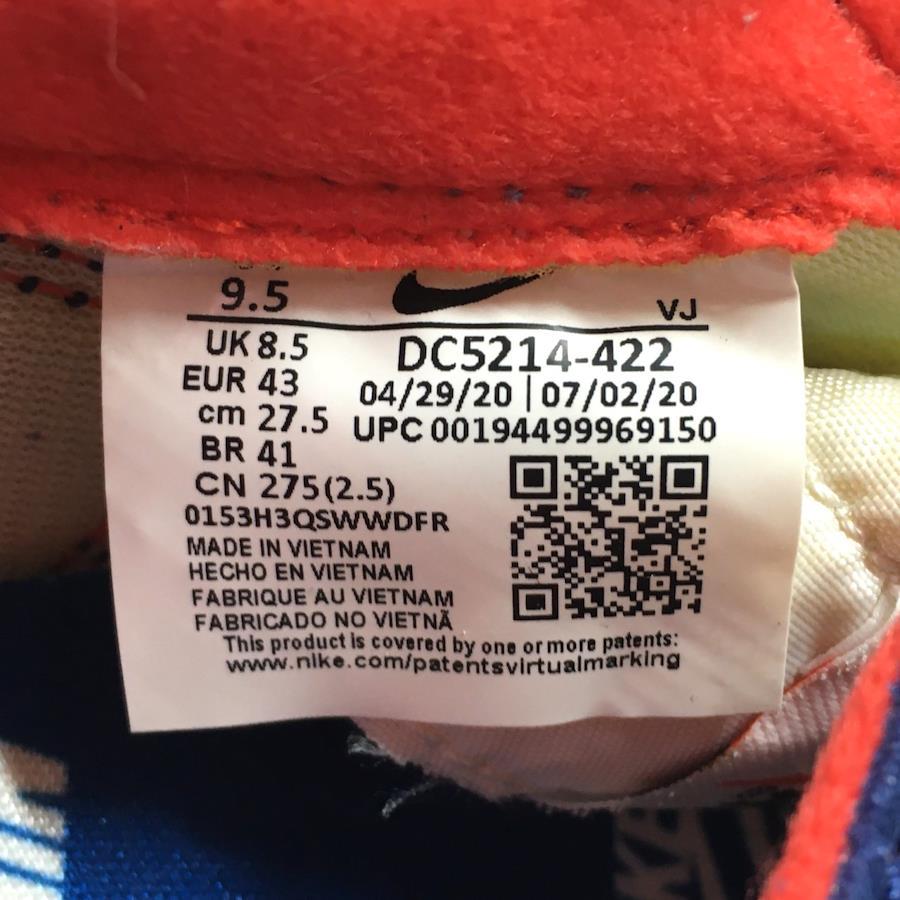 9.5
VJ
UK 8.5
DC5214-422
EUR 43
04/29/20 | 07/02/20
cm 27.5
UPC 00194499969150
BR 41
CN 275(2.5)
0153H3QSWWDFR
MADE IN VIETNAM
HECHO EN VIETNAM
FABRIQUE AU VIETNAM
FABRICADO NO VIETNÃ
This product is covered by one or more patents:
www.nike.com/patentsvirtualmarking